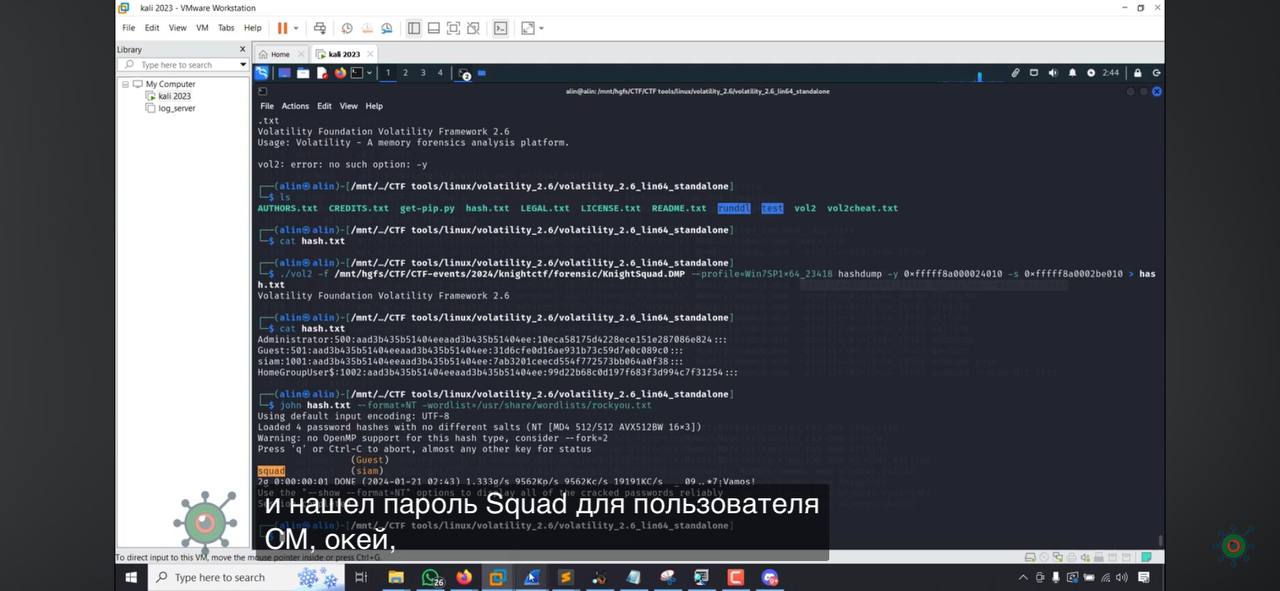 kali 2023 - VMware Workstation
File Edit View VM Tabs Help
Library
Home
kali 2023
Type here to search
1 2 3 4
2:44
My Computer
kali 2023
log_server
alin@alin: /mnt/hgfs/CTF/CTF tools/linux/volatility_2.6/volatility_2.6_lin64_standalone
File Actions Edit View Help
.txt
Volatility Foundation Volatility Framework 2.6
Usage: Volatility - A memory forensics analysis platform.
vol2: error: no such option: -y
(alin㉿alin)-[/mnt/…/CTF tools/linux/volatility_2.6/volatility_2.6_lin64_standalone]
$ ls
AUTHORS.txt CREDITS.txt get-pip.py hash.txt LEGAL.txt LICENSE.txt README.txt runddl test vol2 vol2cheat.txt
(alin㉿alin)-[/mnt/…/CTF tools/linux/volatility_2.6/volatility_2.6_lin64_standalone]
$ cat hash.txt
(alin㉿alin)-[/mnt/…/CTF tools/linux/volatility_2.6/volatility_2.6_lin64_standalone]
$ ./vol2 -f /mnt/hgfs/CTF/CTF-events/2024/knightctf/forensic/KnightSquad.DMP --profile=Win7SP1×64_23418 hashdump -y 0×fffff8a000024010 -s 0×fffff8a0002be010 > has
h.txt
Volatility Foundation Volatility Framework 2.6
(alin㉿alin)-[/mnt/…/CTF tools/linux/volatility_2.6/volatility_2.6_lin64_standalone]
$ cat hash.txt
Administrator:500:aad3b435b51404eeaad3b435b51404ee:10eca58175d4228ece151e287086e824:::
Guest:501:aad3b435b51404eeaad3b435b51404ee:31d6cfe0d16ae931b73c59d7e0c089c0:::
siam:1001:aad3b435b51404eeaad3b435b51404ee:7ab3201ceecd554f772573bb064a0f38:::
HomeGroupUser$:1002:aad3b435b51404eeaad3b435b51404ee:99d22b68c0d197f683f3d994c7f31254:::
(alin㉿alin)-[/mnt/…/CTF tools/linux/volatility_2.6/volatility_2.6_lin64_standalone]
$ john hash.txt --format=NT -wordlist=/usr/share/wordlists/rockyou.txt
Using default input encoding: UTF-8
Loaded 4 password hashes with no different salts (NT [MD4 512/512 AVX512BW 16×3])
Warning: no OpenMP support for this hash type, consider --fork=2
Press 'q' or Ctrl-C to abort, almost any other key for status
(Guest)
squad (siam)
2g 0:00:00:01 DONE (2024-01-21 02:43) 1.333g/s 9562Kp/s 9562Kc/s 19191KC/s _ 09..*7¡Vamos!
Use the "--show --format=NT" options to display all of the cracked passwords reliably
(alin㉿alin)-[/mnt/…/CTF tools/linux/volatility_2.6/volatility_2.6_lin64_standalone]
и нашел пароль Squad для пользователя
СМ, окей,
To direct input to this VM, move the mouse pointer inside or press Ctrl+G.
Type here to search
26